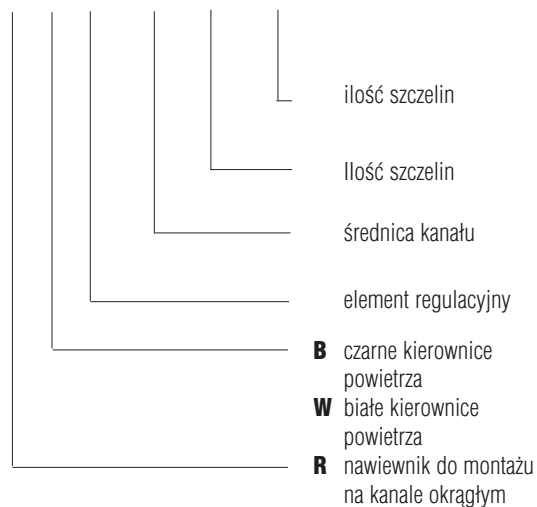 ilość szczelin
Ilość szczelin
średnica kanału
element regulacyjny
B czarne kierownice
powietrza
W białe kierownice
powietrza
R nawiewnik do montażu
na kanale okrągłym